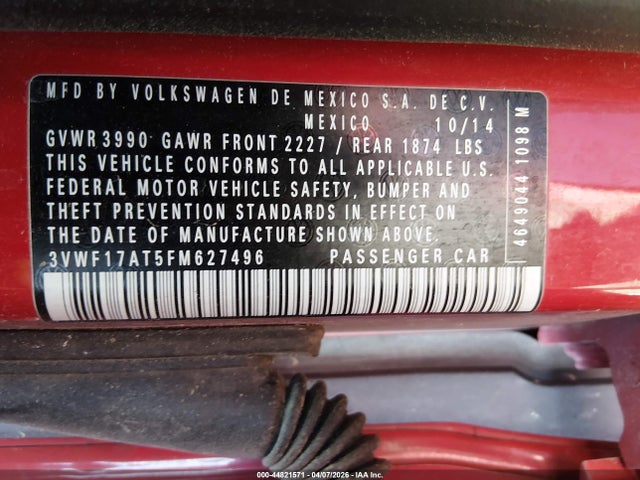 MFD BY VOLKSWAGEN DE MEXICO S.A. DE C.V.
MEXICO 10/14
GVWR 3990 GAWR FRONT 2227 / REAR 1874 LBS
THIS VEHICLE CONFORMS TO ALL APPLICABLE U.S.
FEDERAL MOTOR VEHICLE SAFETY, BUMPER AND
THEFT PREVENTION STANDARDS IN EFFECT ON
THE DATE OF MANUFACTURE SHOWN ABOVE.
3VWF17AT5FM627496 PASSENGER CAR
4649044 1098 M
000-44821571 - 04/07/2026 - IAA Inc.